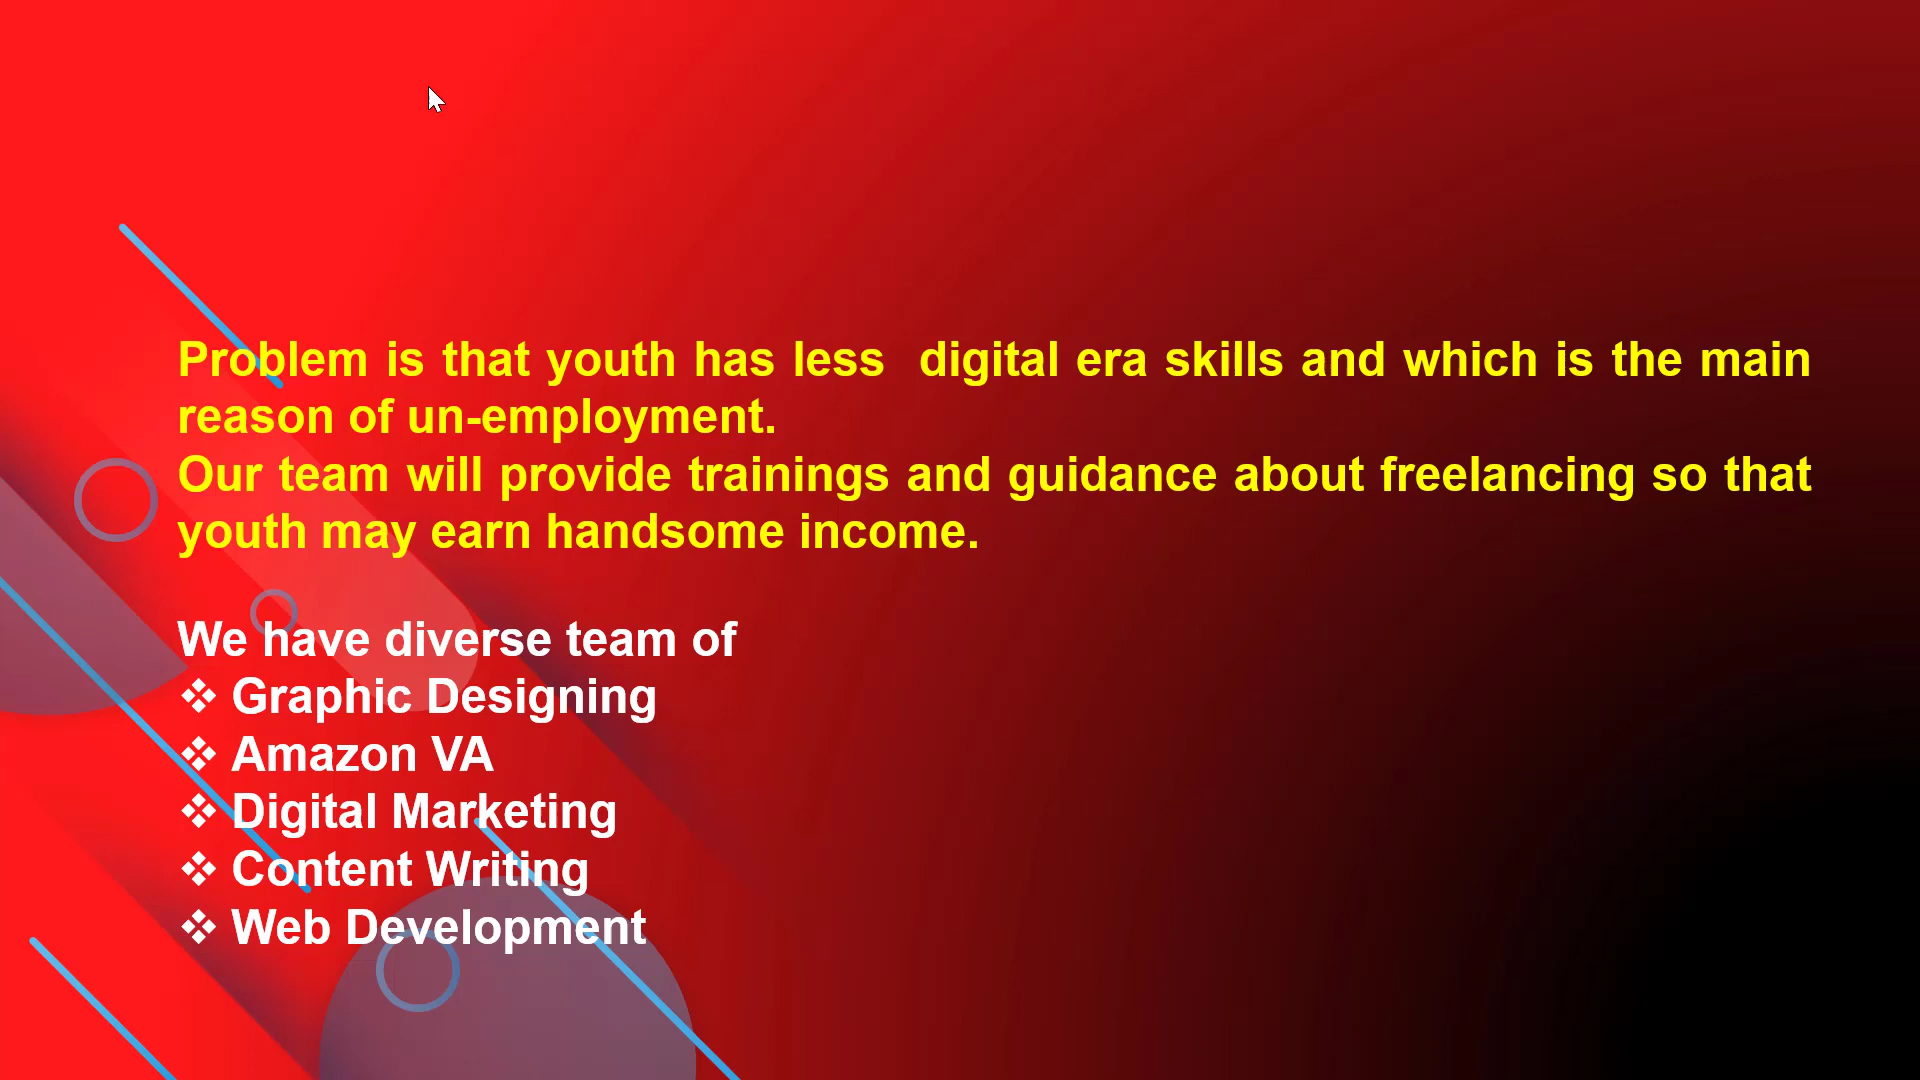 Problem is that youth has less  digital era skills and which is the main
reason of un-employment.
Our team will provide trainings and guidance about freelancing so that
youth may earn handsome income.
We have diverse team of
❖ Graphic Designing
❖ Amazon VA
❖ Digital Marketing
❖ Content Writing
❖ Web Development